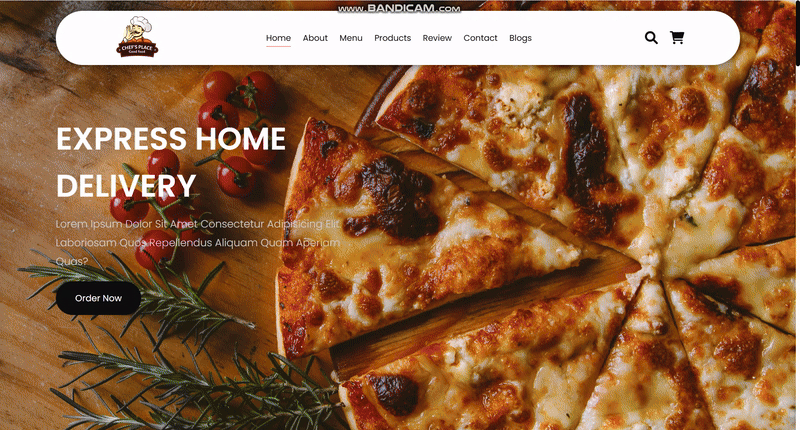 www.BANDICAM.com
CHEF'S PLACE
Good Food
Home About Menu Products Review Contact Blogs
EXPRESS HOME
DELIVERY
Lorem Ipsum Dolor Sit Amet Consectetur Adipisicing Elit.
Laboriosam Quos Repellendus Aliquam Quam Aperiam
Quas?
Order Now